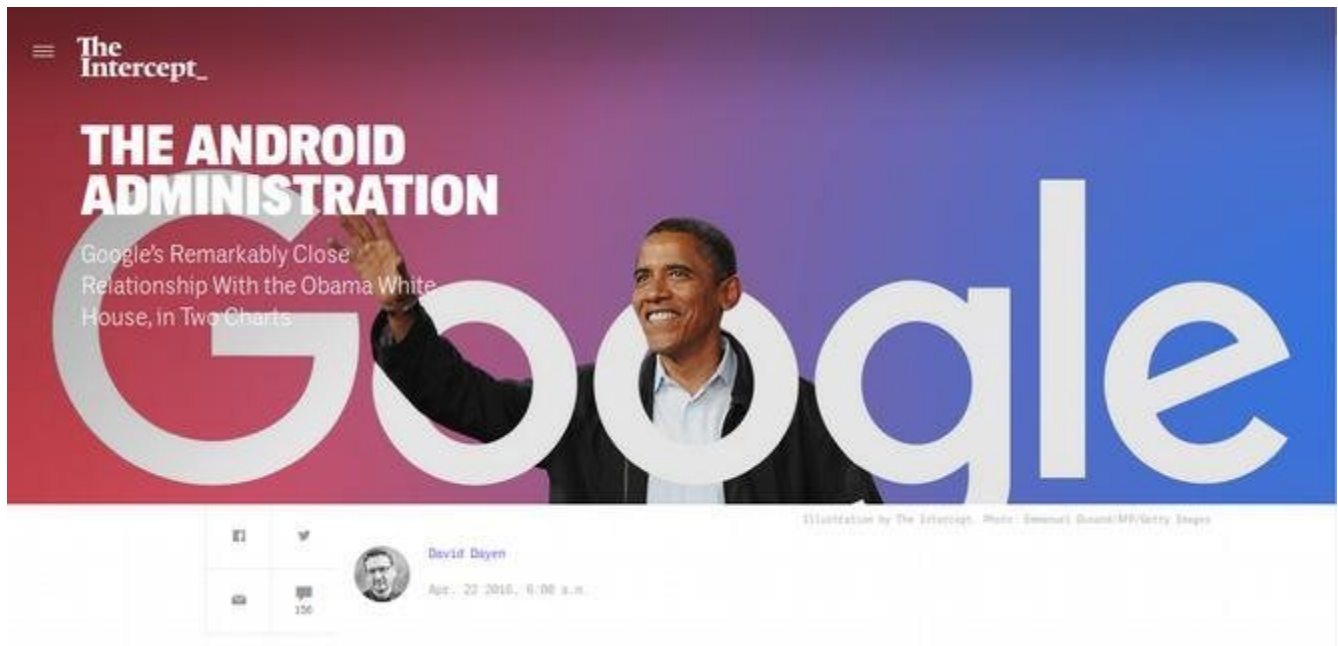 The
Intercept_
THE ANDROID
ADMINISTRATION
Google's Remarkably Close
Relationship With the Obama White
House, in Two Charts
Google
Illustration by The Intercept. Photo: Emmanuel Dunand/AFP/Getty Images
David Dayen
Apr. 22 2016, 6:00 a.m.
156